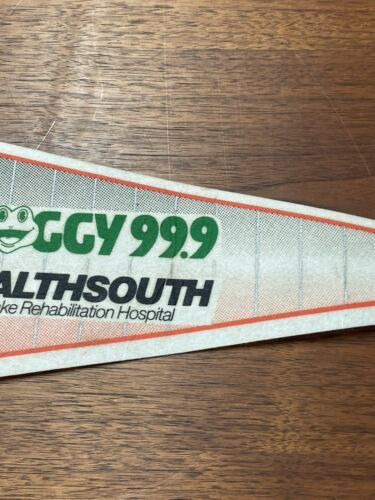 GGY 99.9
ALTHSOUTH
ke Rehabilitation Hospital